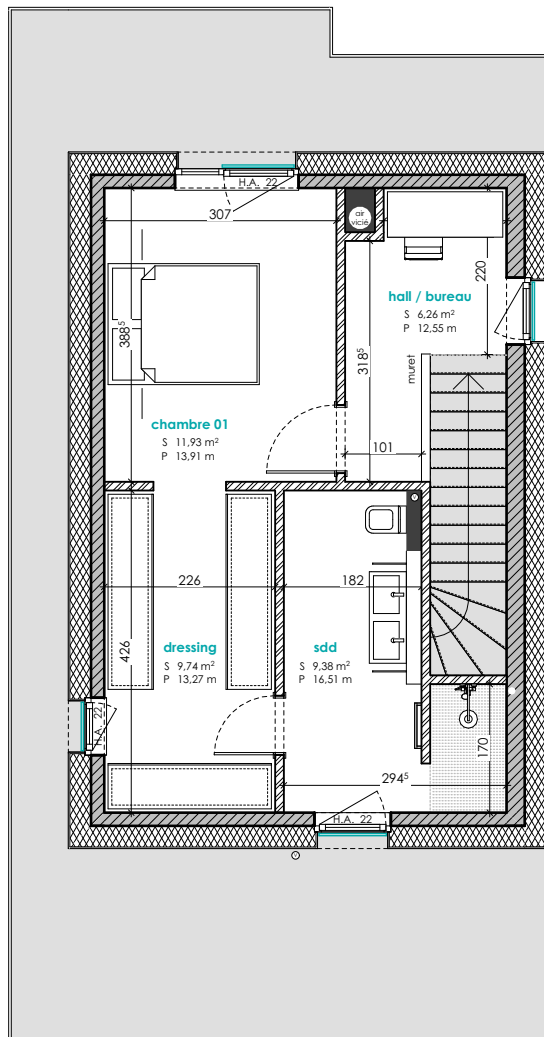 H.A. 22
307
air
vicié
220
hall / bureau
S 6,26 m²
P 12,55 m
388⁵
318⁵
muret
chambre 01
S 11,93 m²
P 13,91 m
101
226
182
426
dressing
S 9,74 m²
P 13,27 m
sdd
S 9,38 m²
P 16,51 m
H.A. 22
170
294⁵
H.A. 22